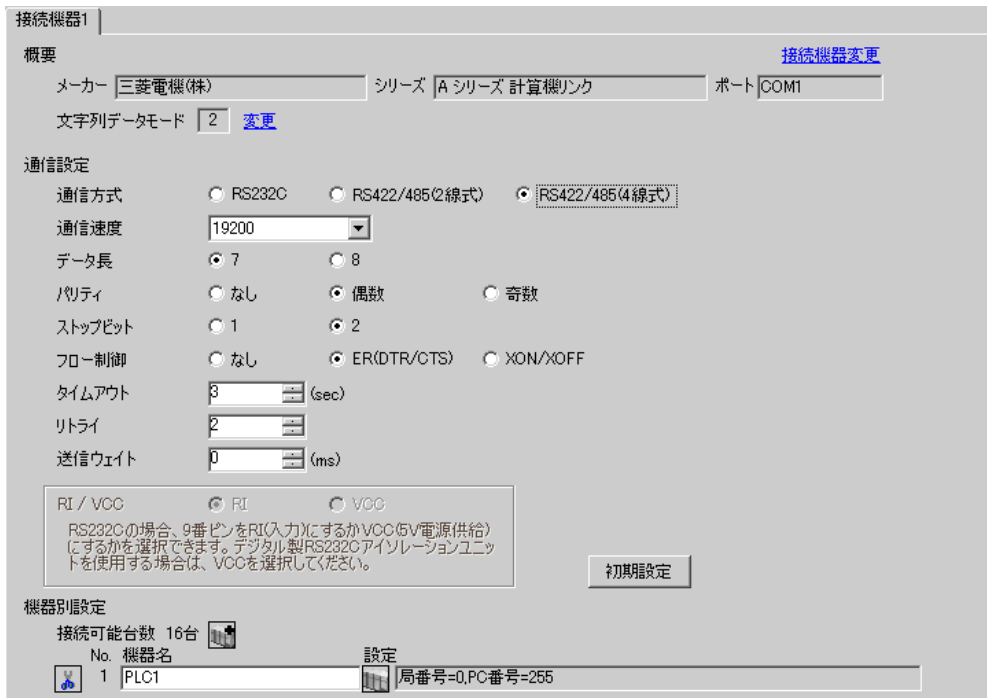 接続機器1
概要 接続機器変更
メーカー 三菱電機(株) シリーズ A シリーズ 計算機リンク ポート COM1
文字列データモード 2 変更
通信設定
通信方式 RS232C RS422/485(2線式) RS422/485(4線式)
通信速度 19200
データ長 7 8
パリティ なし 偶数 奇数
ストップビット 1 2
フロー制御 なし ER(DTR/CTS) XON/XOFF
タイムアウト 3 (sec)
リトライ 2
送信ウェイト 0 (ms)
RI / VCC RI VCC
RS232Cの場合、9番ピンをRI(入力)にするかVCC(5V電源供給)
にするかを選択できます。デジタル製RS232Cアイソレーションユニッ
トを使用する場合は、VCCを選択してください。
初期設定
機器別設定
接続可能台数 16台
No. 機器名 設定
1 PLC1 局番号=0,PC番号=255